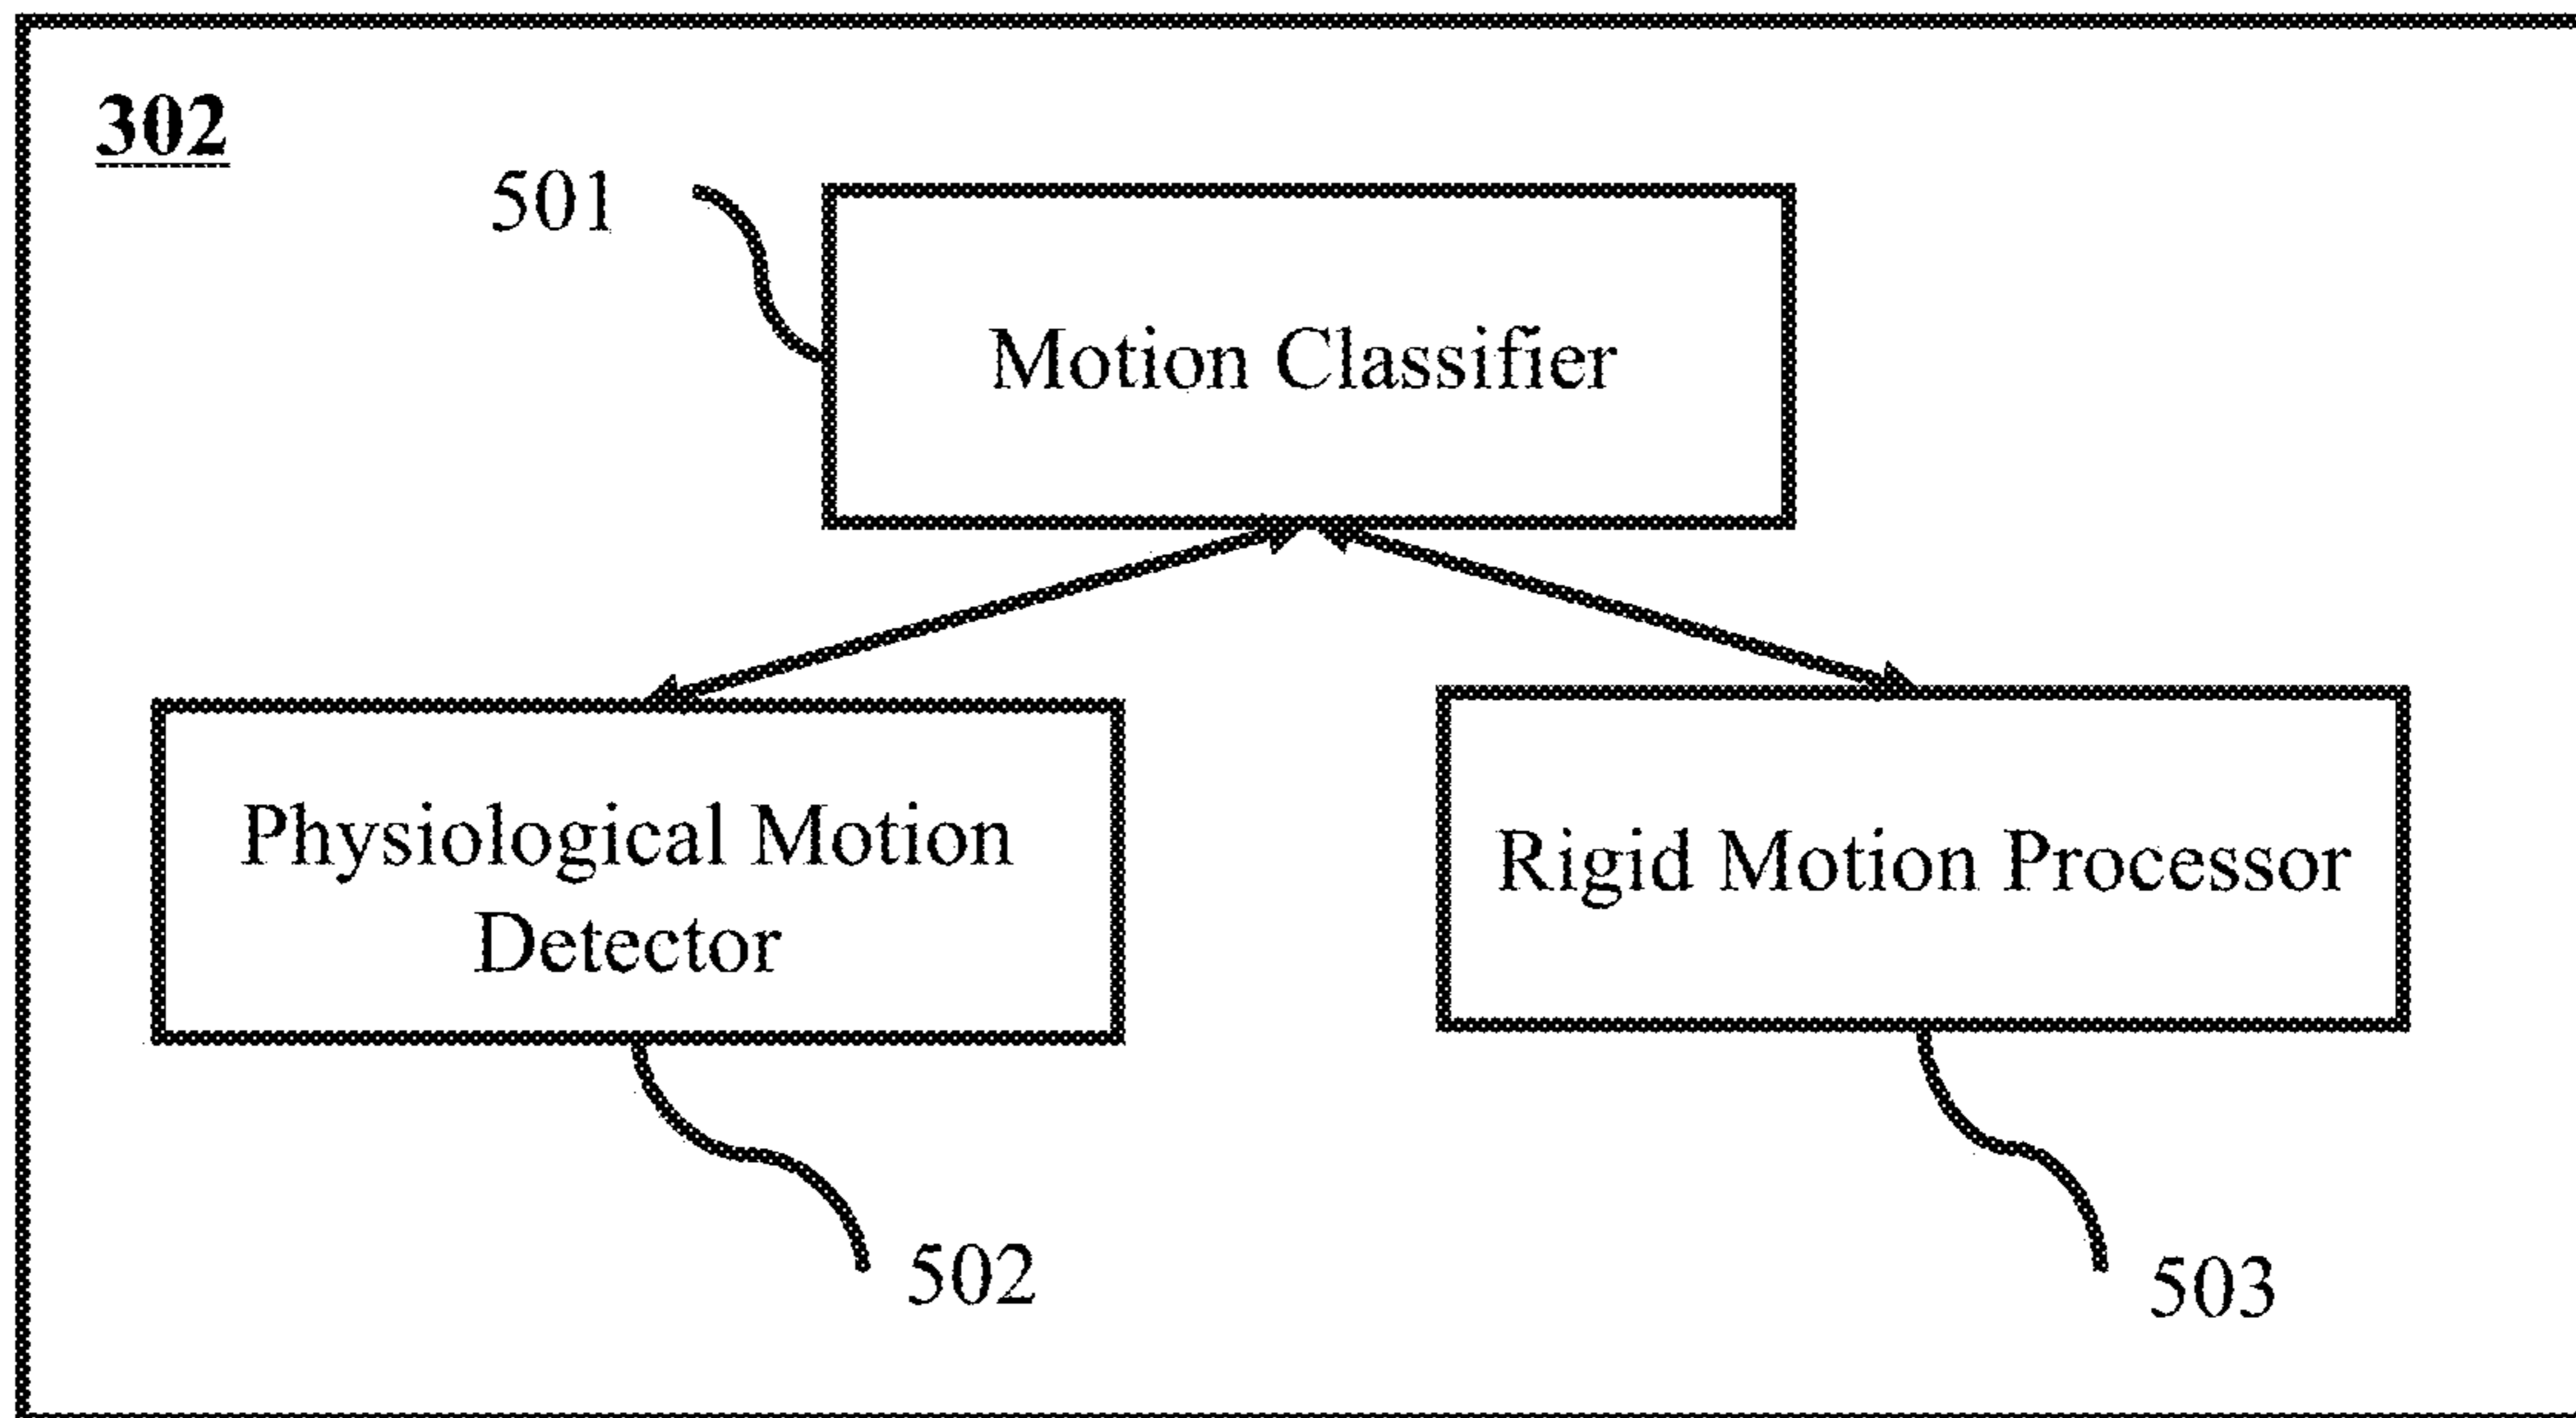 302
501
Motion Classifier
Physiological Motion
Detector
Rigid Motion Processor
502
503